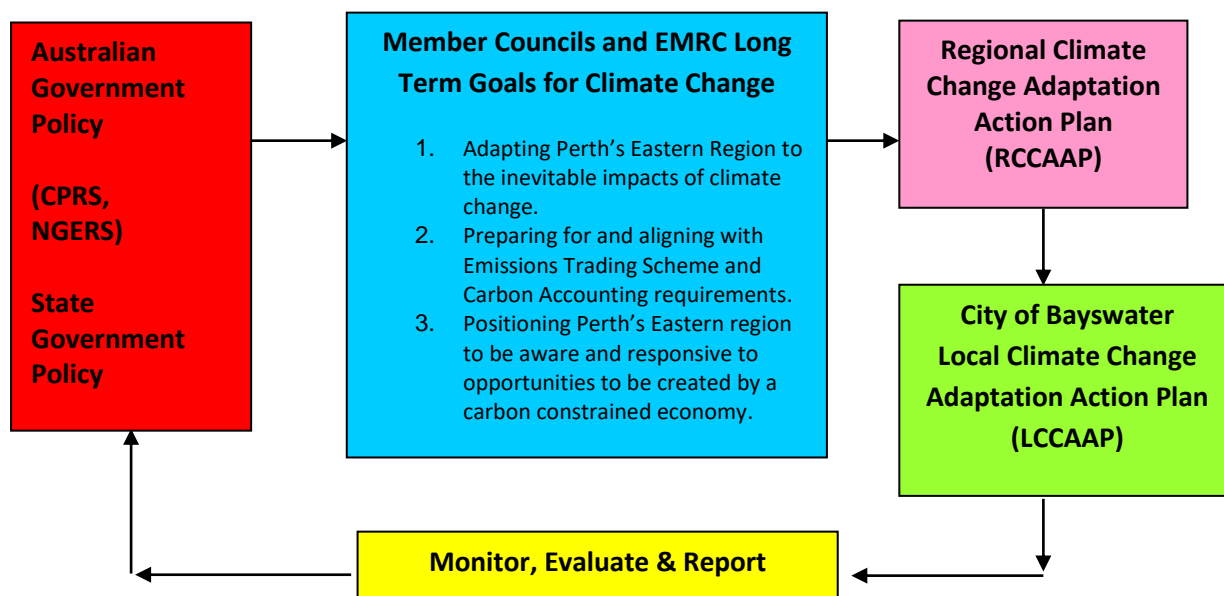 Australian
Government
Policy
(CPRS,
NGERS)
State
Government
Policy
Member Councils and EMRC Long
Term Goals for Climate Change
1. Adapting Perth’s Eastern Region to
the inevitable impacts of climate
change.
2. Preparing for and aligning with
Emissions Trading Scheme and
Carbon Accounting requirements.
3. Positioning Perth’s Eastern region
to be aware and responsive to
opportunities to be created by a
carbon constrained economy.
Regional Climate
Change Adaptation
Action Plan
(RCCAAP)
City of Bayswater
Local Climate Change
Adaptation Action Plan
(LCCAAP)
Monitor, Evaluate & Report